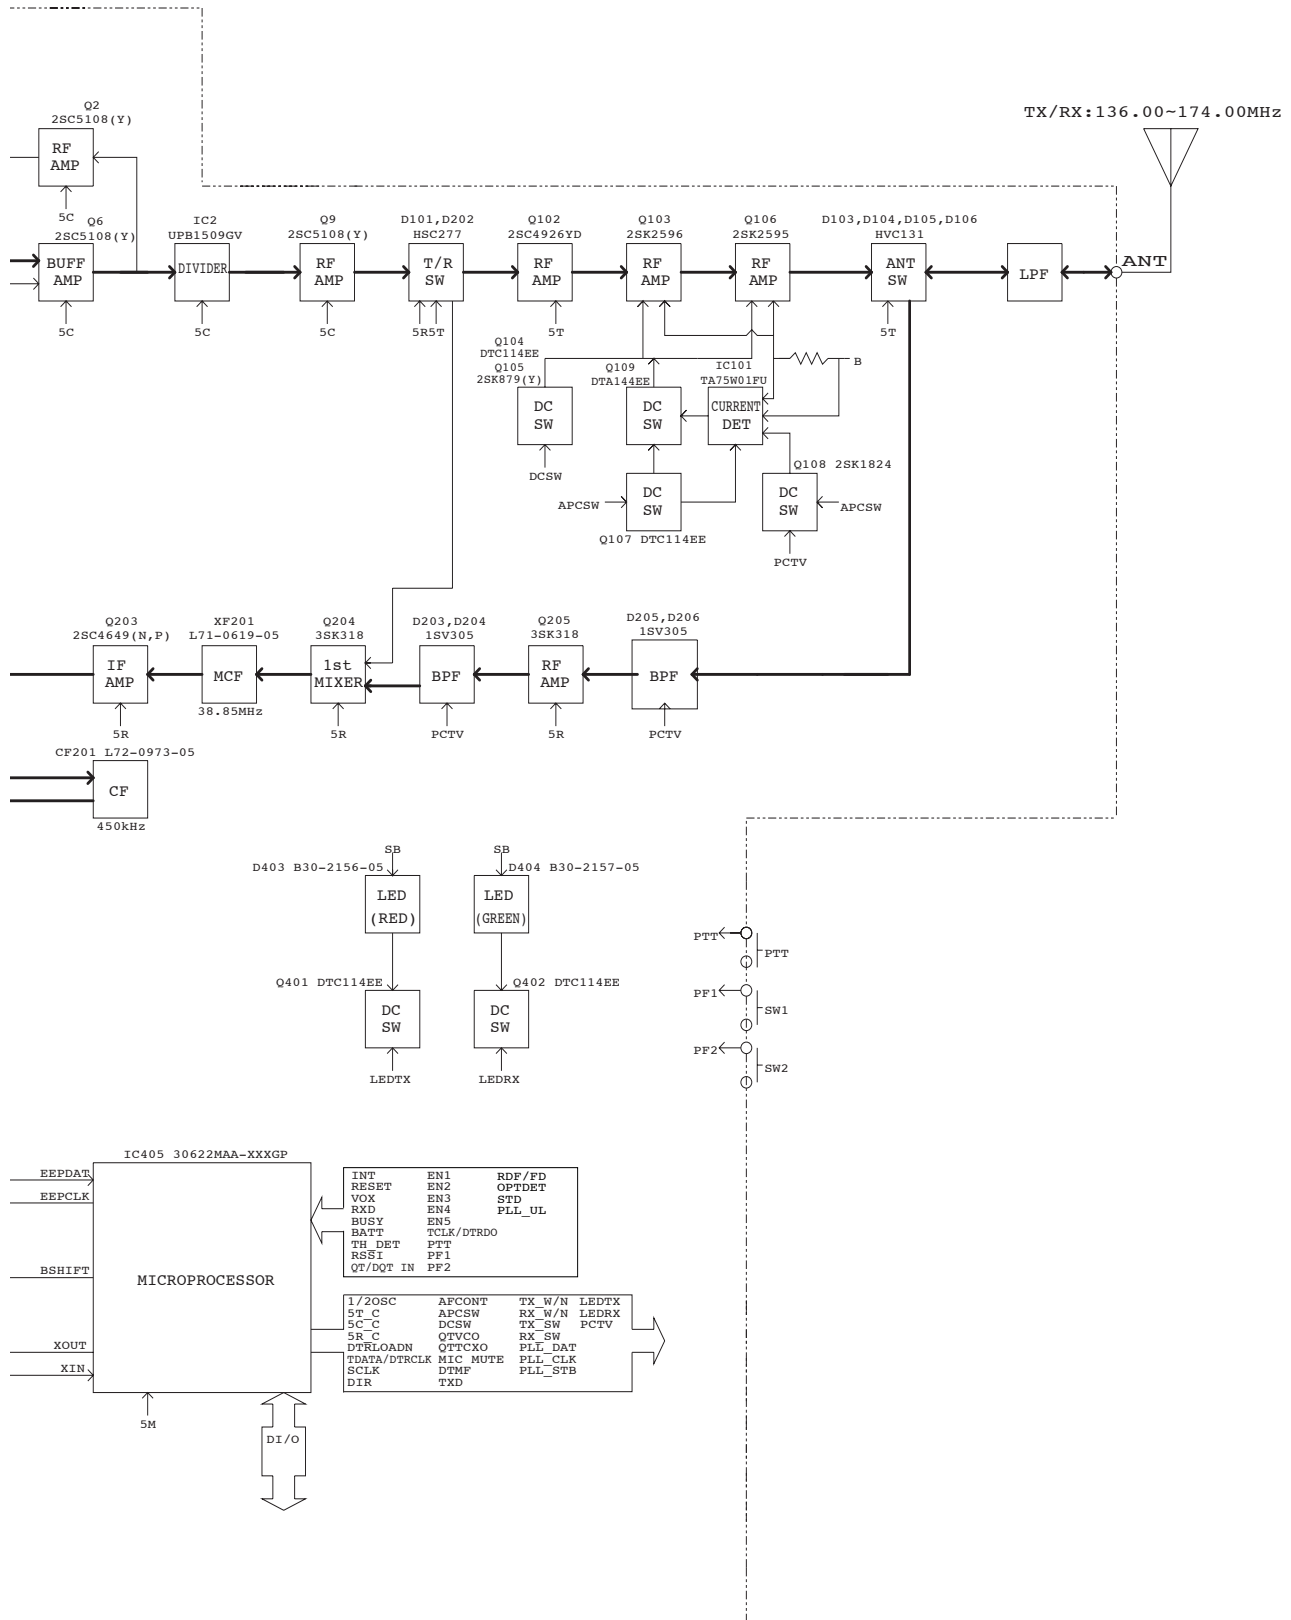 Q2
2SC5108(Y)
TX/RX:136.00~174.00MHz
RF
AMP
5C
Q6
2SC5108(Y)
IC2
UPB1509GV
Q9
2SC5108(Y)
D101,D202
HSC277
Q102
2SC4926YD
Q103
2SK2596
Q106
2SK2595
D103,D104,D105,D106
HVC131
BUFF
AMP
DIVIDER
RF
AMP
T/R
SW
RF
AMP
RF
AMP
RF
AMP
ANT
SW
LPF
ANT
5C
5C
5C
5R5T
5T
5T
Q104
DTC114EE
Q105
2SK879(Y)
Q109
DTA144EE
IC101
TA75W01FU
B
DC
SW
DC
SW
CURRENT
DET
DCSW
Q108 2SK1824
APCSW
DC
SW
DC
SW
APCSW
Q107 DTC114EE
PCTV
Q203
2SC4649(N,P)
XF201
L71-0619-05
Q204
3SK318
D203,D204
1SV305
Q205
3SK318
D205,D206
1SV305
IF
AMP
MCF
1st
MIXER
BPF
RF
AMP
BPF
38.85MHz
5R
5R
PCTV
5R
PCTV
CF201 L72-0973-05
CF
450kHz
SB
SB
D403 B30-2156-05
D404 B30-2157-05
LED
(RED)
LED
(GREEN)
PTT
PTT
Q401 DTC114EE
Q402 DTC114EE
PF1
SW1
DC
SW
DC
SW
PF2
SW2
LEDTX
LEDRX
IC405 30622MAA-XXXGP
EEPDAT
EEPCLK
BSHIFT
XOUT
XIN
MICROPROCESSOR
INT EN1 RDF/FD
RESET EN2 OPTDET
VOX EN3 STD
RXD EN4 PLL_UL
BUSY EN5
BATT TCLK/DTRDO
TH_DET PTT
RSSI PF1
QT/DQT IN PF2
1/2OSC AFCONT TX_W/N LEDTX
5T_C APCSW RX_W/N LEDRX
5C_C DCSW TX_SW PCTV
5R_C QTVCO RX_SW
DTRLOADN QTTCXO PLL_DAT
TDATA/DTRCLK MIC MUTE PLL_CLK
SCLK DTMF PLL_STB
DIR TXD
5M
DI/O